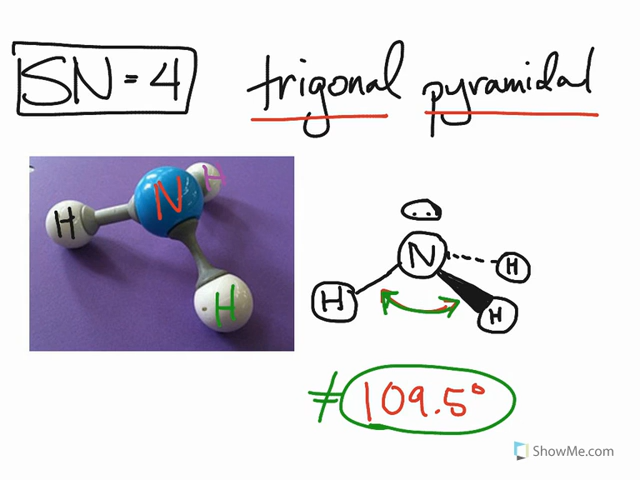 SN = 4 trigonal pyramidal
H N H
H
N
H H
H
≠ 109.5°
ShowMe.com